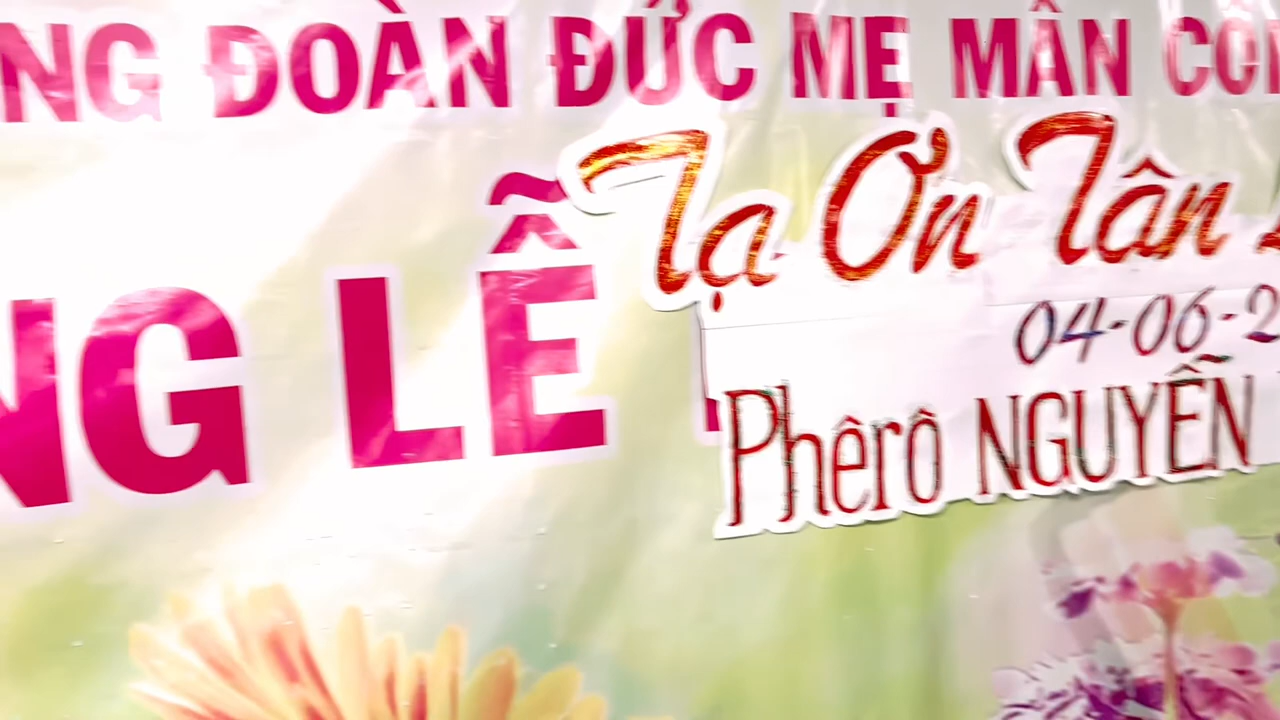 NG ĐOÀN ĐỨC MẸ MÂN CÔI
NG LỄ
Tạ Ơn Tân
04-06-2
Phêrô NGUYỄN